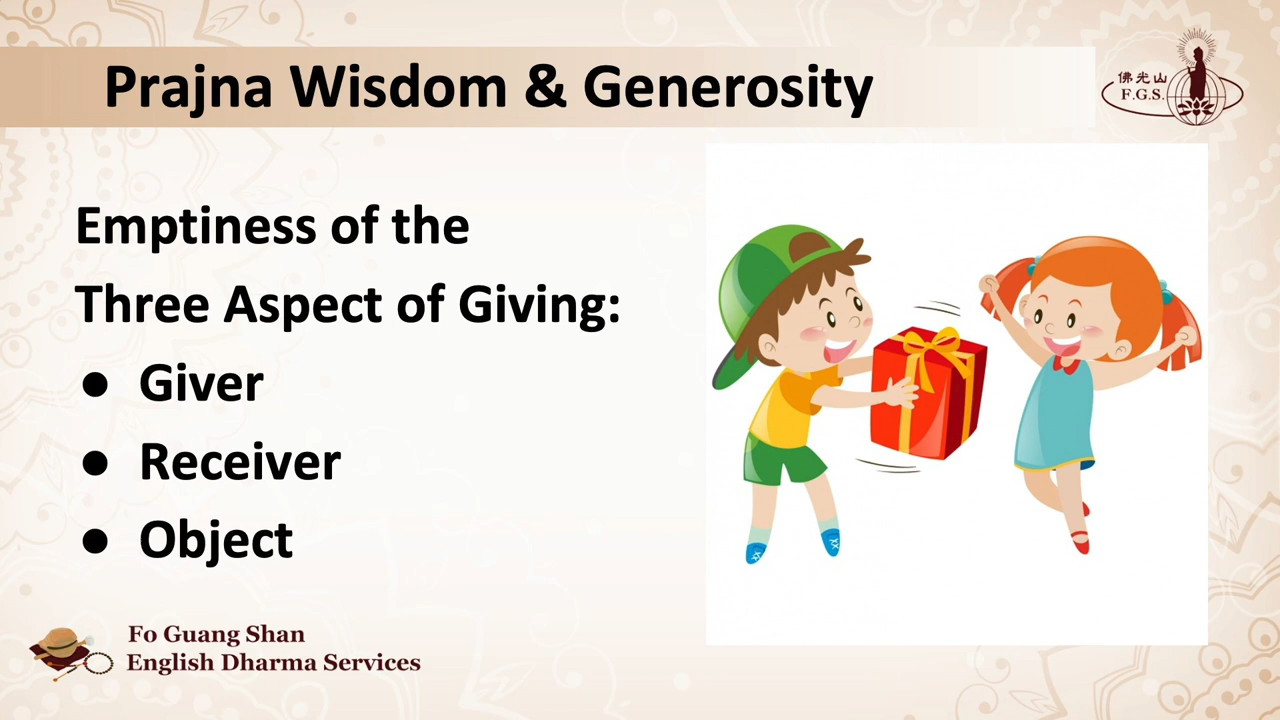 Prajna Wisdom & Generosity
佛光山
F.G.S.
Emptiness of the
Three Aspect of Giving:
● Giver
● Receiver
● Object
Fo Guang Shan
English Dharma Services